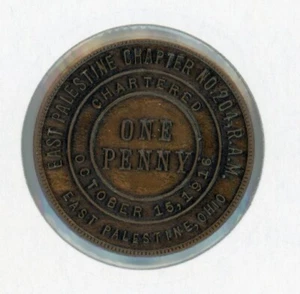 EAST PALESTINE CHAPTER NO. 204. R.A.M.
CHARTERED
ONE
PENNY
OCTOBER 15, 1916
EAST PALESTINE, OHIO